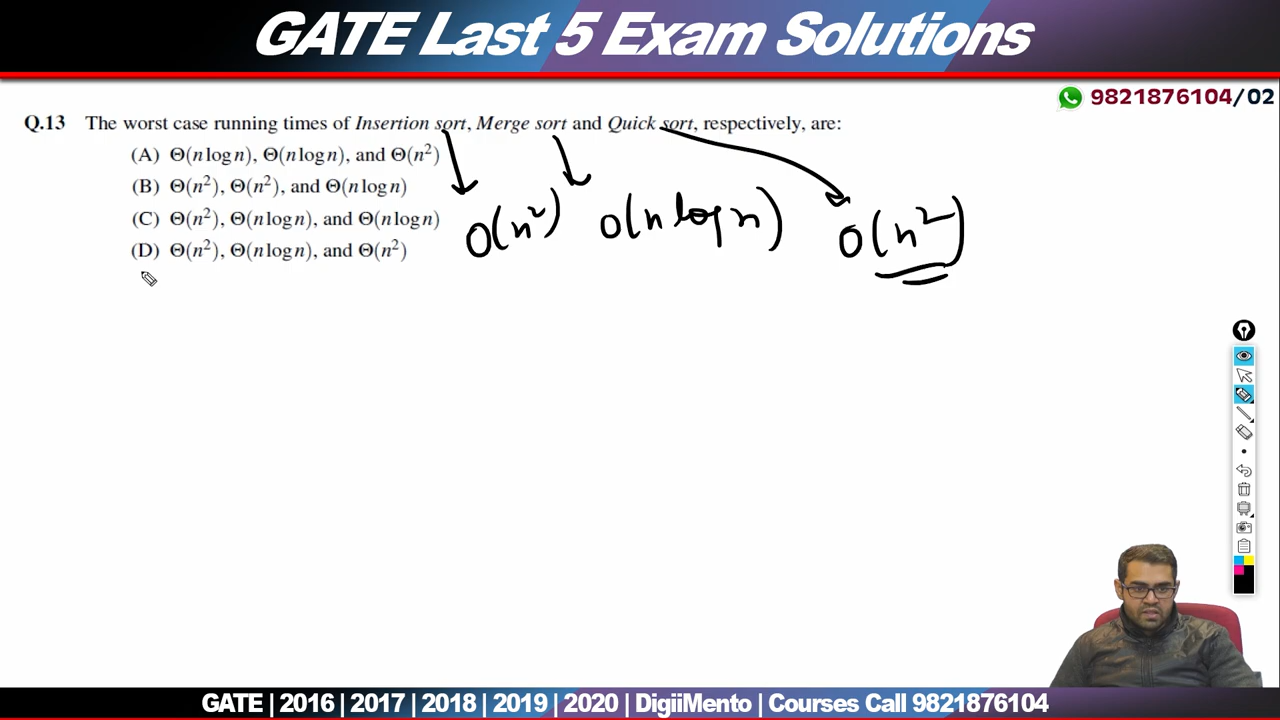 GATE Last 5 Exam Solutions
9821876104/02
Q.13 The worst case running times of Insertion sort, Merge sort and Quick sort, respectively, are:
(A) Θ(n log n), Θ(n log n), and Θ(n²)
(B) Θ(n²), Θ(n²), and Θ(n log n)
(C) Θ(n²), Θ(n log n), and Θ(n log n)
(D) Θ(n²), Θ(n log n), and Θ(n²)
O(n²) O(n log n) O(n²)
GATE | 2016 | 2017 | 2018 | 2019 | 2020 | DigiiMento | Courses Call 9821876104